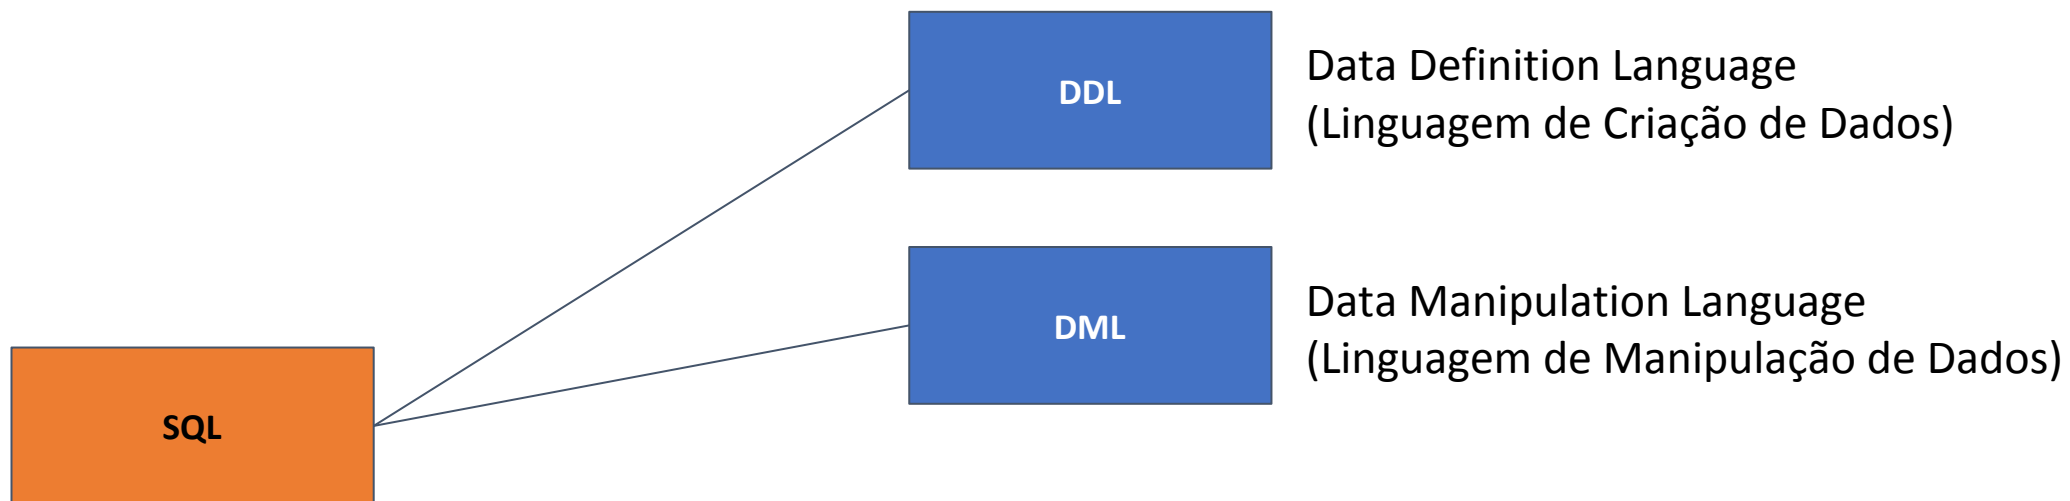 DDL
Data Definition Language
(Linguagem de Criação de Dados)
DML
Data Manipulation Language
(Linguagem de Manipulação de Dados)
SQL